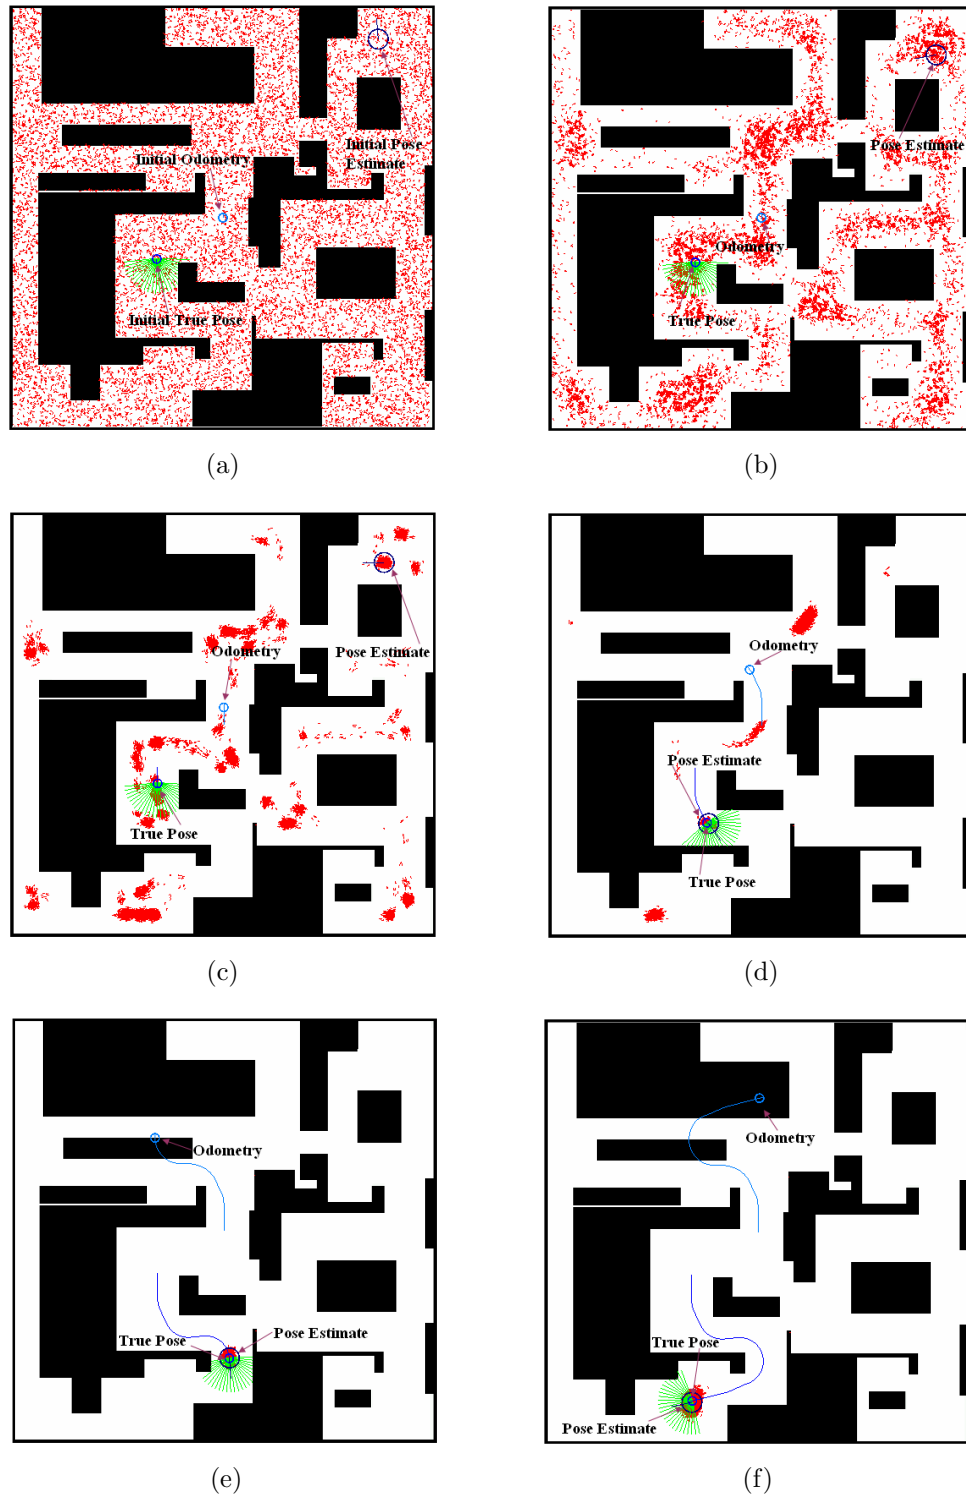 Initial Pose
Estimate
Initial Odometry
Initial True Pose
(a)
Pose Estimate
Odometry
True Pose
(b)
Odometry
Pose Estimate
True Pose
(c)
Odometry
Pose Estimate
True Pose
(d)
Odometry
True Pose
Pose Estimate
(e)
Odometry
True Pose
Pose Estimate
(f)